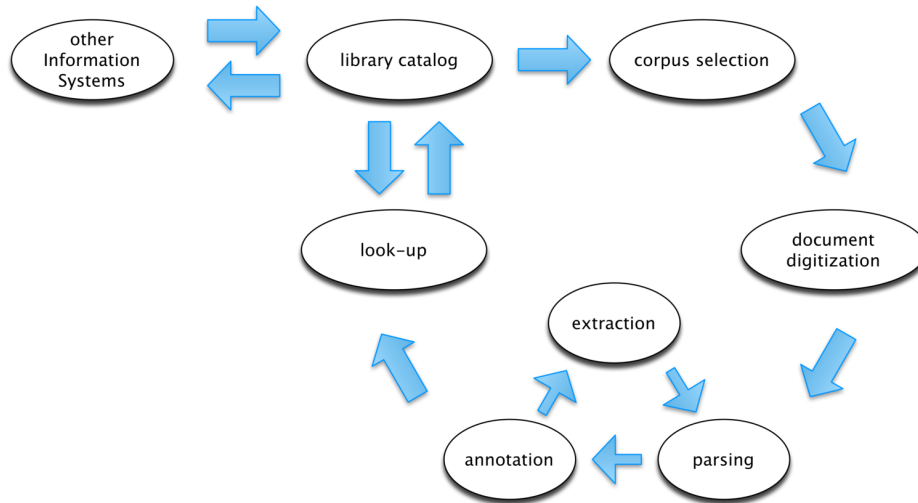 other
Information
Systems
library catalog
corpus selection
look-up
document
digitization
extraction
annotation
parsing